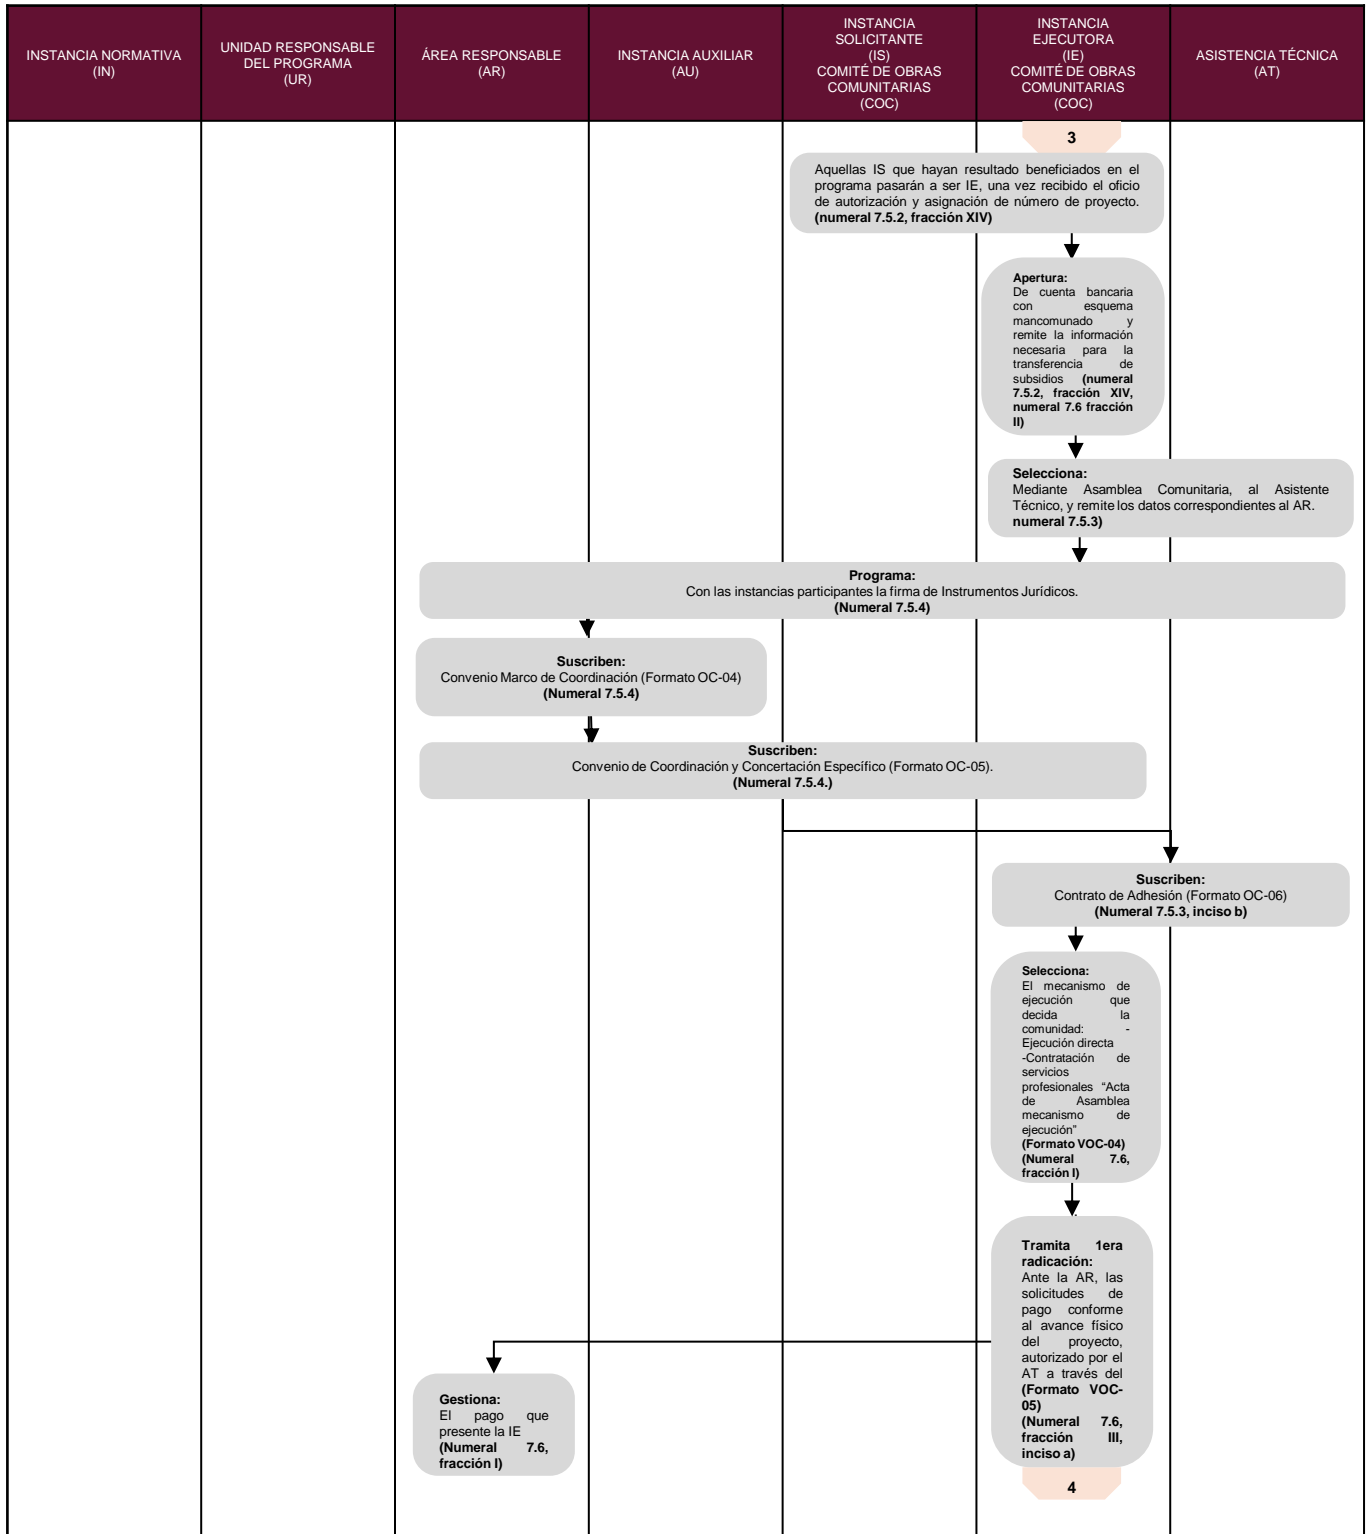 INSTANCIA NORMATIVA
(IN)
UNIDAD RESPONSABLE
DEL PROGRAMA
(UR)
ÁREA RESPONSABLE
(AR)
INSTANCIA AUXILIAR
(AU)
INSTANCIA
SOLICITANTE
(IS)
COMITÉ DE OBRAS
COMUNITARIAS
(COC)
INSTANCIA
EJECUTORA
(IE)
COMITÉ DE OBRAS
COMUNITARIAS
(COC)
ASISTENCIA TÉCNICA
(AT)
3
Aquellas IS que hayan resultado beneficiados en el
programa pasarán a ser IE, una vez recibido el oficio
de autorización y asignación de número de proyecto.
(numeral 7.5.2, fracción XIV)
Apertura:
De cuenta bancaria
con esquema
mancomunado y
remite la información
necesaria para la
transferencia de
subsidios (numeral
7.5.2, fracción XIV,
numeral 7.6 fracción
II)
Selecciona:
Mediante Asamblea Comunitaria, al Asistente
Técnico, y remite los datos correspondientes al AR.
numeral 7.5.3)
Programa:
Con las instancias participantes la firma de Instrumentos Jurídicos.
(Numeral 7.5.4)
Suscriben:
Convenio Marco de Coordinación (Formato OC-04)
(Numeral 7.5.4)
Suscriben:
Convenio de Coordinación y Concertación Específico (Formato OC-05).
(Numeral 7.5.4.)
Suscriben:
Contrato de Adhesión (Formato OC-06)
(Numeral 7.5.3, inciso b)
Selecciona:
El mecanismo de
ejecución que
decida la
comunidad: -
Ejecución directa
-Contratación de
servicios
profesionales “Acta
de Asamblea
mecanismo de
ejecución”
(Formato VOC-04)
(Numeral 7.6,
fracción I)
Tramita 1era
radicación:
Ante la AR, las
solicitudes de
pago conforme
al avance físico
del proyecto,
autorizado por el
AT a través del
(Formato VOC-
05)
(Numeral 7.6,
fracción III,
inciso a)
Gestiona:
El pago que
presente la IE
(Numeral 7.6,
fracción I)
4